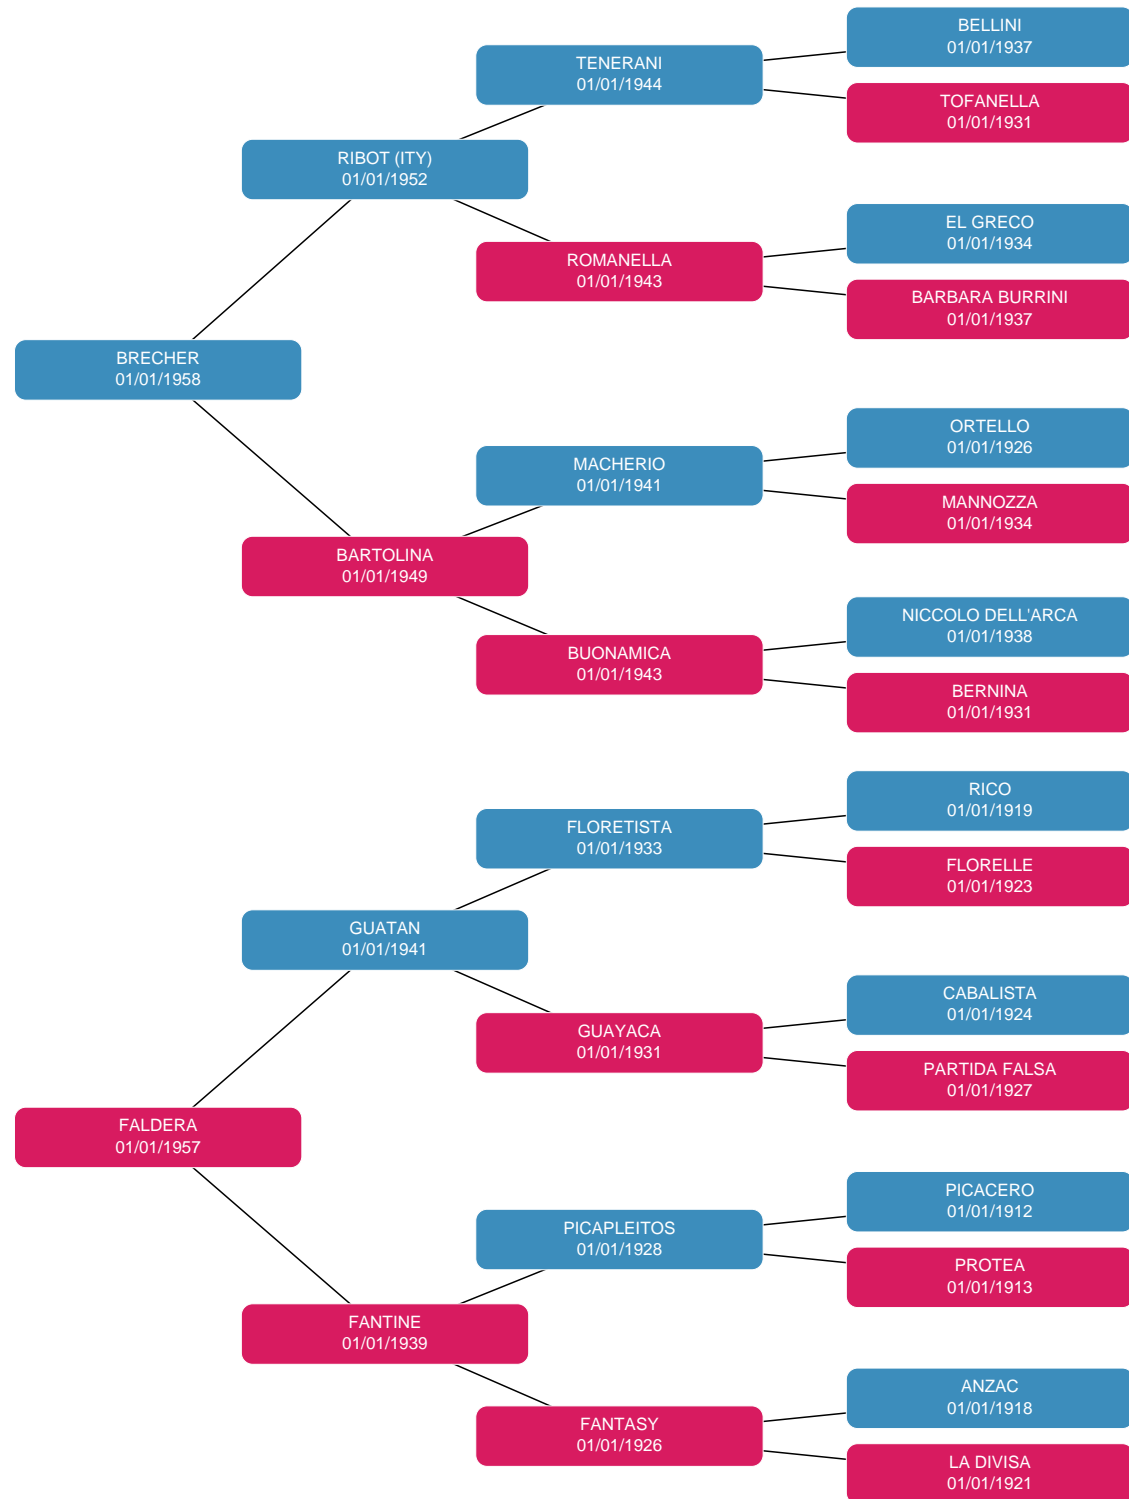 BELLINI
01/01/1937
TENERANI
01/01/1944
TOFANELLA
01/01/1931
RIBOT (ITY)
01/01/1952
EL GRECO
01/01/1934
ROMANELLA
01/01/1943
BARBARA BURRINI
01/01/1937
BRECHER
01/01/1958
ORTELLO
01/01/1926
MACHERIO
01/01/1941
MANNOZZA
01/01/1934
BARTOLINA
01/01/1949
NICCOLO DELL'ARCA
01/01/1938
BUONAMICA
01/01/1943
BERNINA
01/01/1931
RICO
01/01/1919
FLORETISTA
01/01/1933
FLORELLE
01/01/1923
GUATAN
01/01/1941
CABALISTA
01/01/1924
GUAYACA
01/01/1931
PARTIDA FALSA
01/01/1927
FALDERA
01/01/1957
PICACERO
01/01/1912
PICAPLEITOS
01/01/1928
PROTEA
01/01/1913
FANTINE
01/01/1939
ANZAC
01/01/1918
FANTASY
01/01/1926
LA DIVISA
01/01/1921